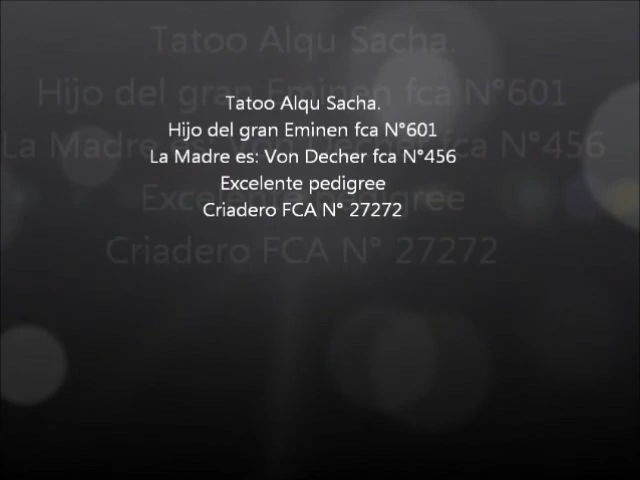 Tatoo Alqu Sacha.
Hijo del gran Eminen fca N°601
La Madre es: Von Decher fca N°456
Excelente pedigree
Criadero FCA N° 27272